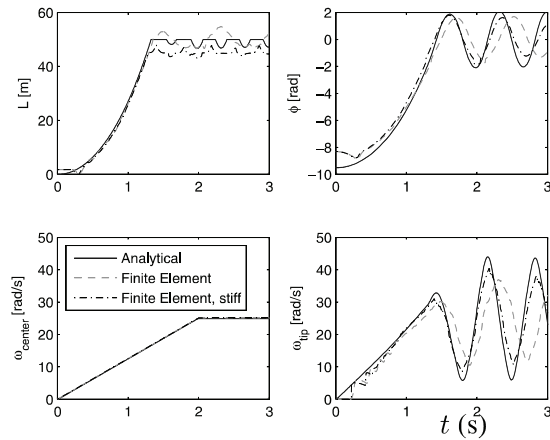 60
40
20
0
L [m]
0 1 2 3
2
0
−2
−4
−6
−8
−10
ϕ [rad]
0 1 2 3
50
40
30
20
10
0
ω_center [rad/s]
Analytical
Finite Element
Finite Element, stiff
0 1 2 3
50
40
30
20
10
0
ω_tip [rad/s]
0 1 2 3
t (s)